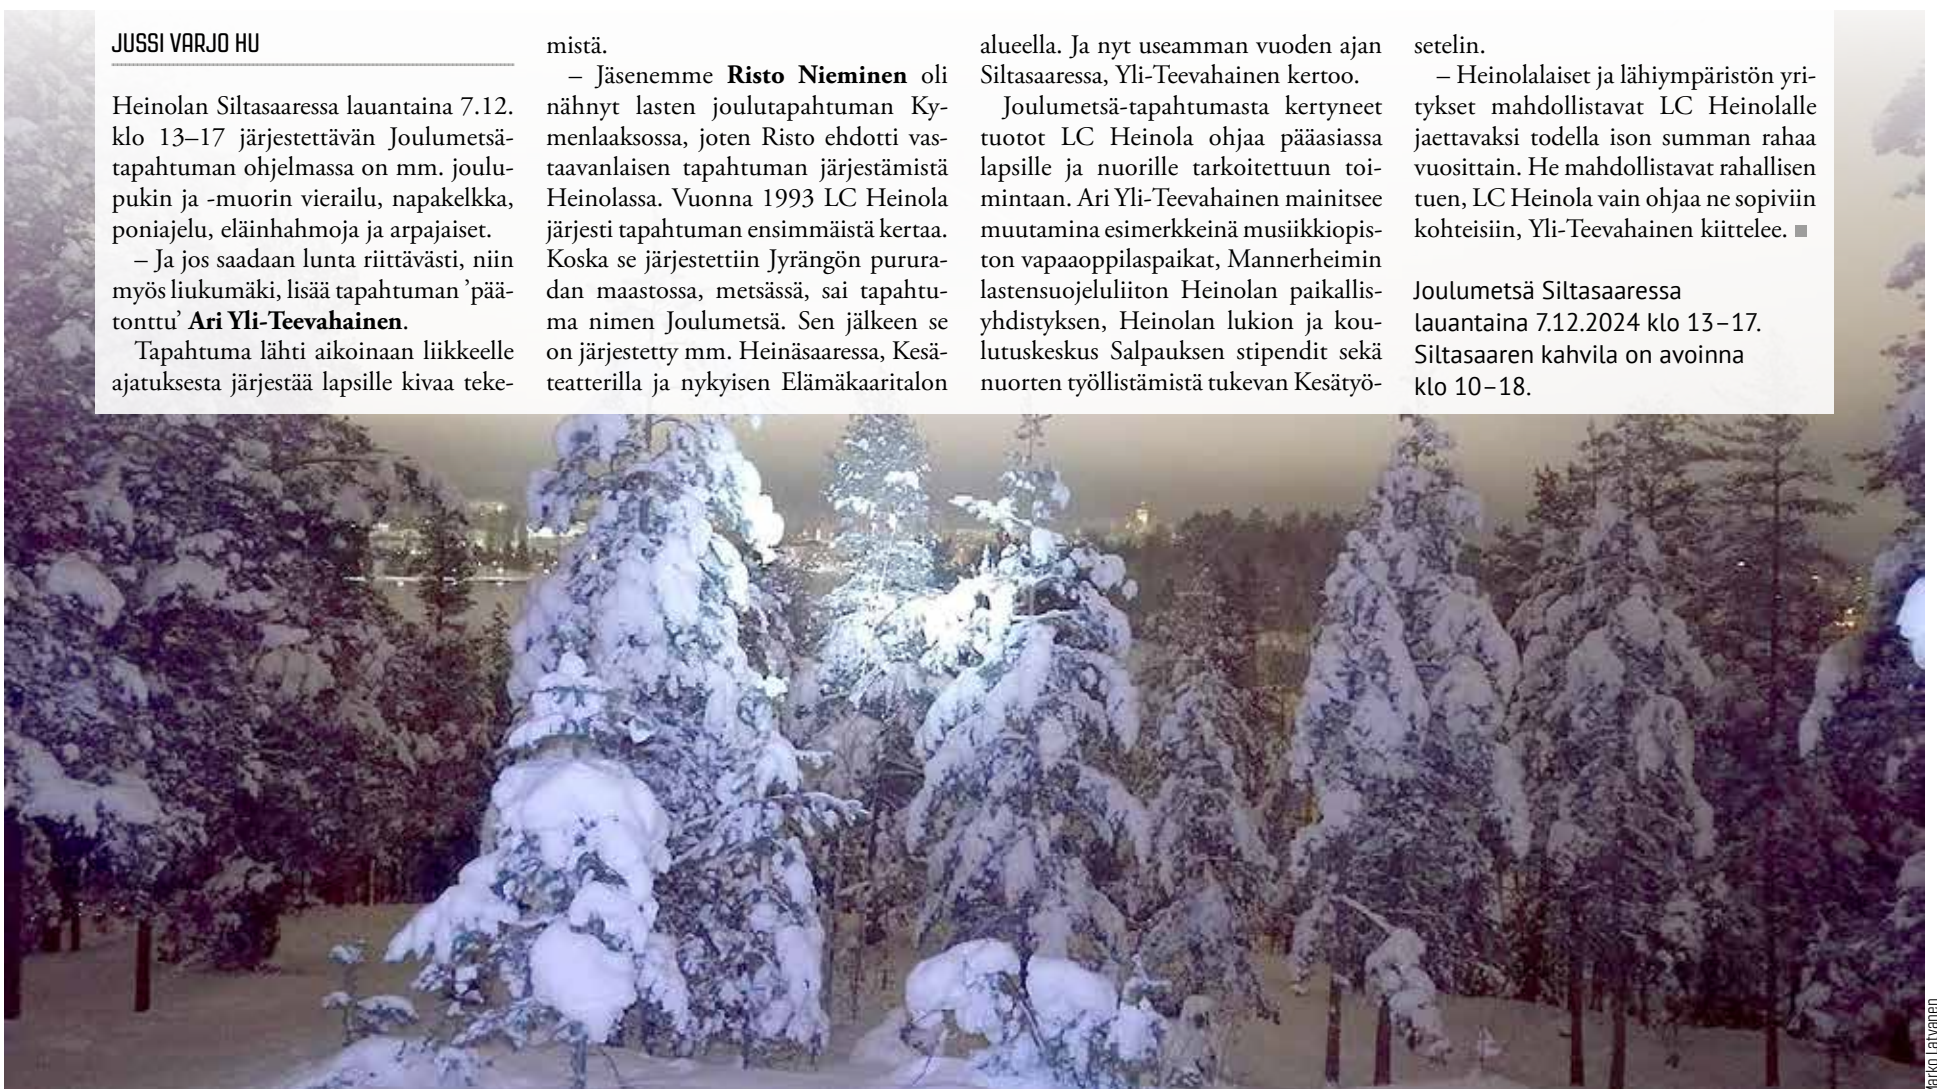 JUSSI VARJO HU
Heinolan Siltasaaressa lauantaina 7.12.
klo 13–17 järjestettävän Joulumetsä-
tapahtuman ohjelmassa on mm. joulu-
pukin ja -muorin vierailu, napakelkka,
poniajelu, eläinhahmoja ja arpajaiset.
– Ja jos saadaan lunta riittävästi, niin
myös liukumäki, lisää tapahtuman ’pää-
tonttu’ Ari Yli-Teevahainen.
Tapahtuma lähti aikoinaan liikkeelle
ajatuksesta järjestää lapsille kivaa teke-
mistä.
– Jäsenemme Risto Nieminen oli
nähnyt lasten joulutapahtuman Ky-
menlaaksossa, joten Risto ehdotti vas-
taavanlaisen tapahtuman järjestämistä
Heinolassa. Vuonna 1993 LC Heinola
järjesti tapahtuman ensimmäistä kertaa.
Koska se järjestettiin Jyrängön purura-
dan maastossa, metsässä, sai tapahtu-
ma nimen Joulumetsä. Sen jälkeen se
on järjestetty mm. Heinäsaaressa, Kesä-
teatterilla ja nykyisen Elämäkaaritalon
alueella. Ja nyt useamman vuoden ajan
Siltasaaressa, Yli-Teevahainen kertoo.
Joulumetsä-tapahtumasta kertyneet
tuotot LC Heinola ohjaa pääasiassa
lapsille ja nuorille tarkoitettuun toi-
mintaan. Ari Yli-Teevahainen mainitsee
muutamina esimerkkeinä musiikkiopis-
ton vapaaoppilaspaikat, Mannerheimin
lastensuojeluliiton Heinolan paikallis-
yhdistyksen, Heinolan lukion ja kou-
lutuskeskus Salpauksen stipendit sekä
nuorten työllistämistä tukevan Kesätyö-
setelin.
– Heinolalaiset ja lähiympäristön yri-
tykset mahdollistavat LC Heinolalle
jaettavaksi todella ison summan rahaa
vuosittain. He mahdollistavat rahallisen
tuen, LC Heinola vain ohjaa ne sopiviin
kohteisiin, Yli-Teevahainen kiittelee. ■
Joulumetsä Siltasaaressa
lauantaina 7.12.2024 klo 13–17.
Siltasaaren kahvila on avoinna
klo 10–18.
Marko Latvanen